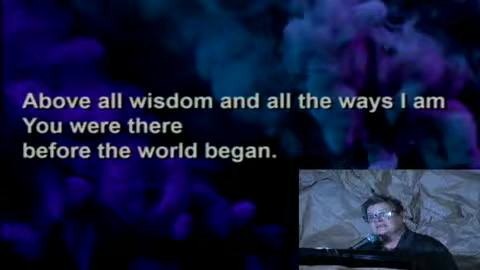 Above all wisdom and all the ways I am
You were there
before the world began.